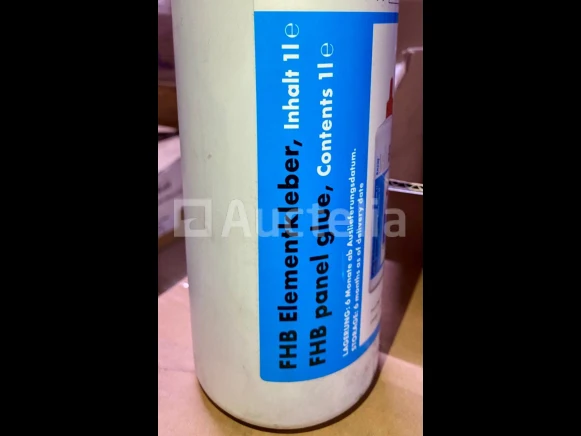 FHB Elementkleber, Inhalt 1l ℮
FHB panel glue, Contents 1l ℮
LAGERUNG: 6 Monate ab Auslieferungsdatum.
STORAGE: 6 months as of delivery date
Auctelia